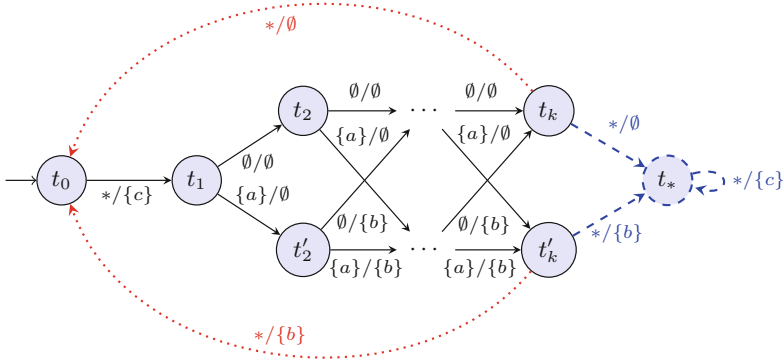 */∅
∅/∅ ∅/∅
t₂ ⋯ tₖ
{a}/∅ {a}/∅ */∅
∅/∅
t₀ */{c} t₁ t⁎ */{c}
{a}/∅
∅/{b} ∅/{b} */{b}
t′₂ ⋯ t′ₖ
{a}/{b} {a}/{b}
*/{b}